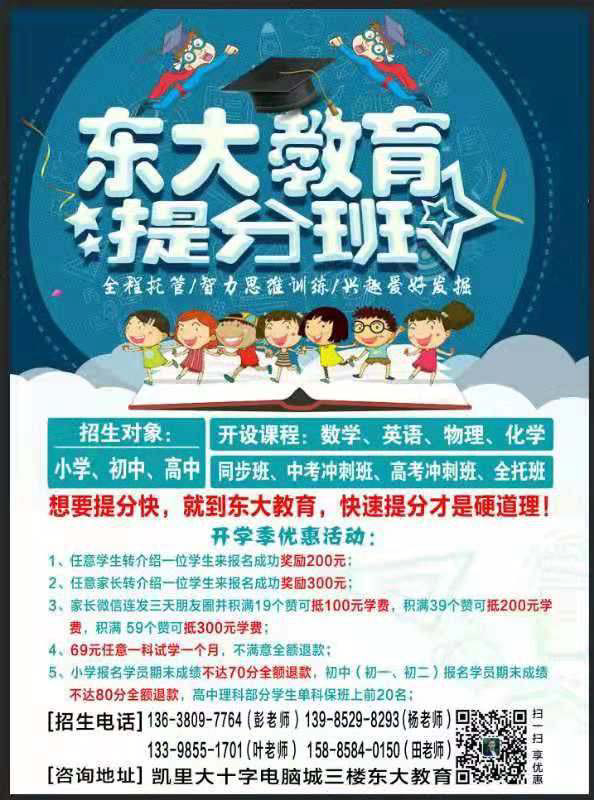 东大教育
提分班
全程托管/智力思维训练/兴趣爱好发掘
招生对象：
小学、初中、高中
开设课程：数学、英语、物理、化学
同步班、中考冲刺班、高考冲刺班、全托班
想要提分快，就到东大教育，快速提分才是硬道理！
开学季优惠活动：
1、任意学生转介绍一位学生来报名成功奖励200元；
2、任意家长转介绍一位学生来报名成功奖励300元；
3、家长微信连发三天朋友圈并积满19个赞可抵100元学费，积满39个赞可抵200元学
费，积满 59个赞可抵300元学费；
4、69元任意一科试学一个月，不满意全额退款；
5、小学报名学员期末成绩不达70分全额退款，初中（初一、初二）报名学员期末成绩
不达80分全额退款，高中理科部分学生单科保班上前20名；
[招生电话] 136-3809-7764（彭老师） 139-8529-8293(杨老师)
133-9855-1701（叶老师） 158-8584-0150（田老师）
[咨询地址] 凯里大十字电脑城三楼东大教育
扫一扫 享优惠